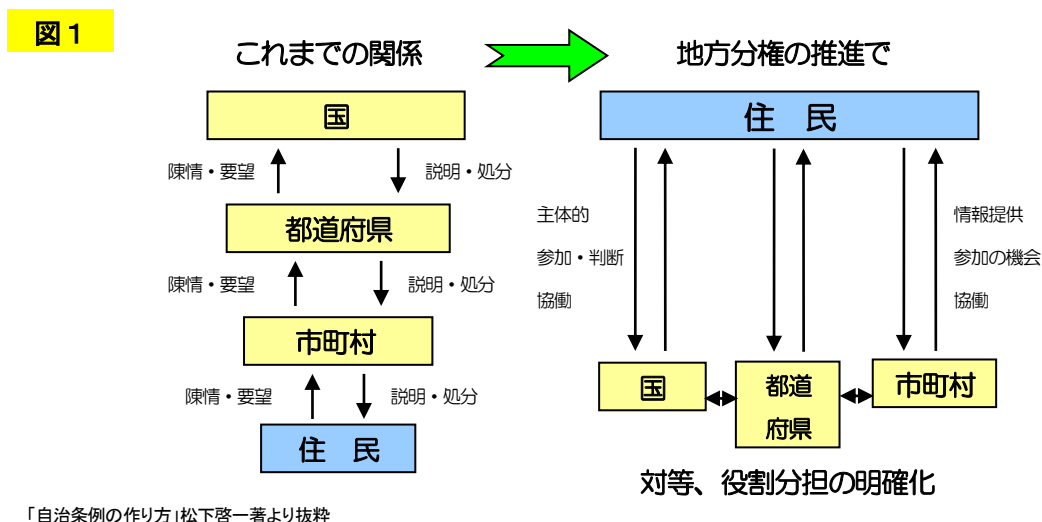 図1
これまでの関係
地方分権の推進で
国
陳情・要望
説明・処分
都道府県
陳情・要望
説明・処分
市町村
陳情・要望
説明・処分
住 民
住 民
主体的
参加・判断
協働
情報提供
参加の機会
協働
国
都道
府県
市町村
対等、役割分担の明確化
「自治条例の作り方」松下啓一著より抜粋